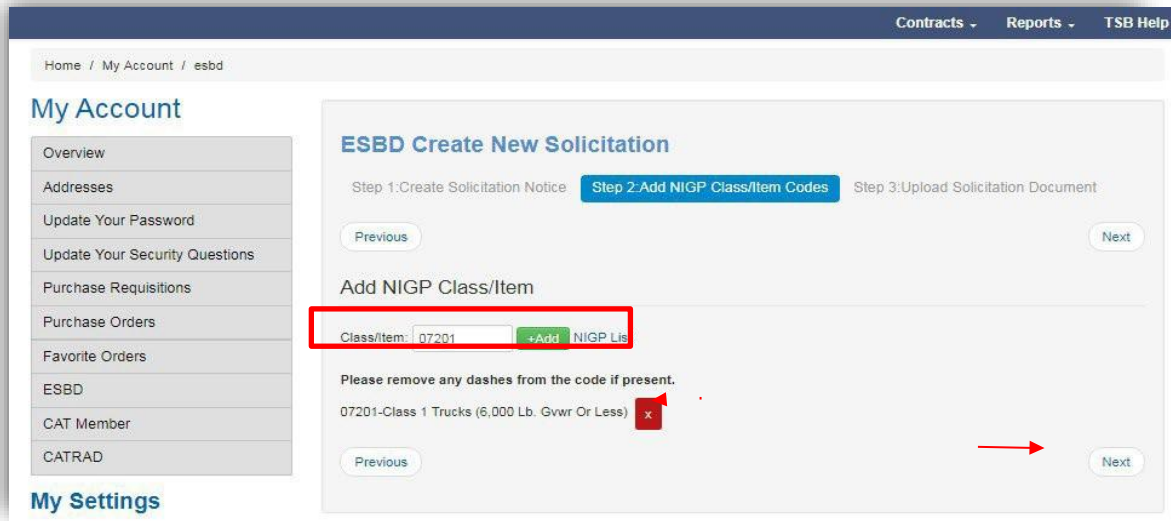 Contracts Reports TSB Help
Home / My Account / esbd
My Account
Overview
Addresses
Update Your Password
Update Your Security Questions
Purchase Requisitions
Purchase Orders
Favorite Orders
ESBD
CAT Member
CATRAD
My Settings
ESBD Create New Solicitation
Step 1:Create Solicitation Notice Step 2:Add NIGP Class/Item Codes Step 3:Upload Solicitation Document
Previous Next
Add NIGP Class/Item
Class/Item: 07201 +Add NIGP Lis
Please remove any dashes from the code if present.
07201-Class 1 Trucks (6,000 Lb. Gvwr Or Less) x
Previous Next